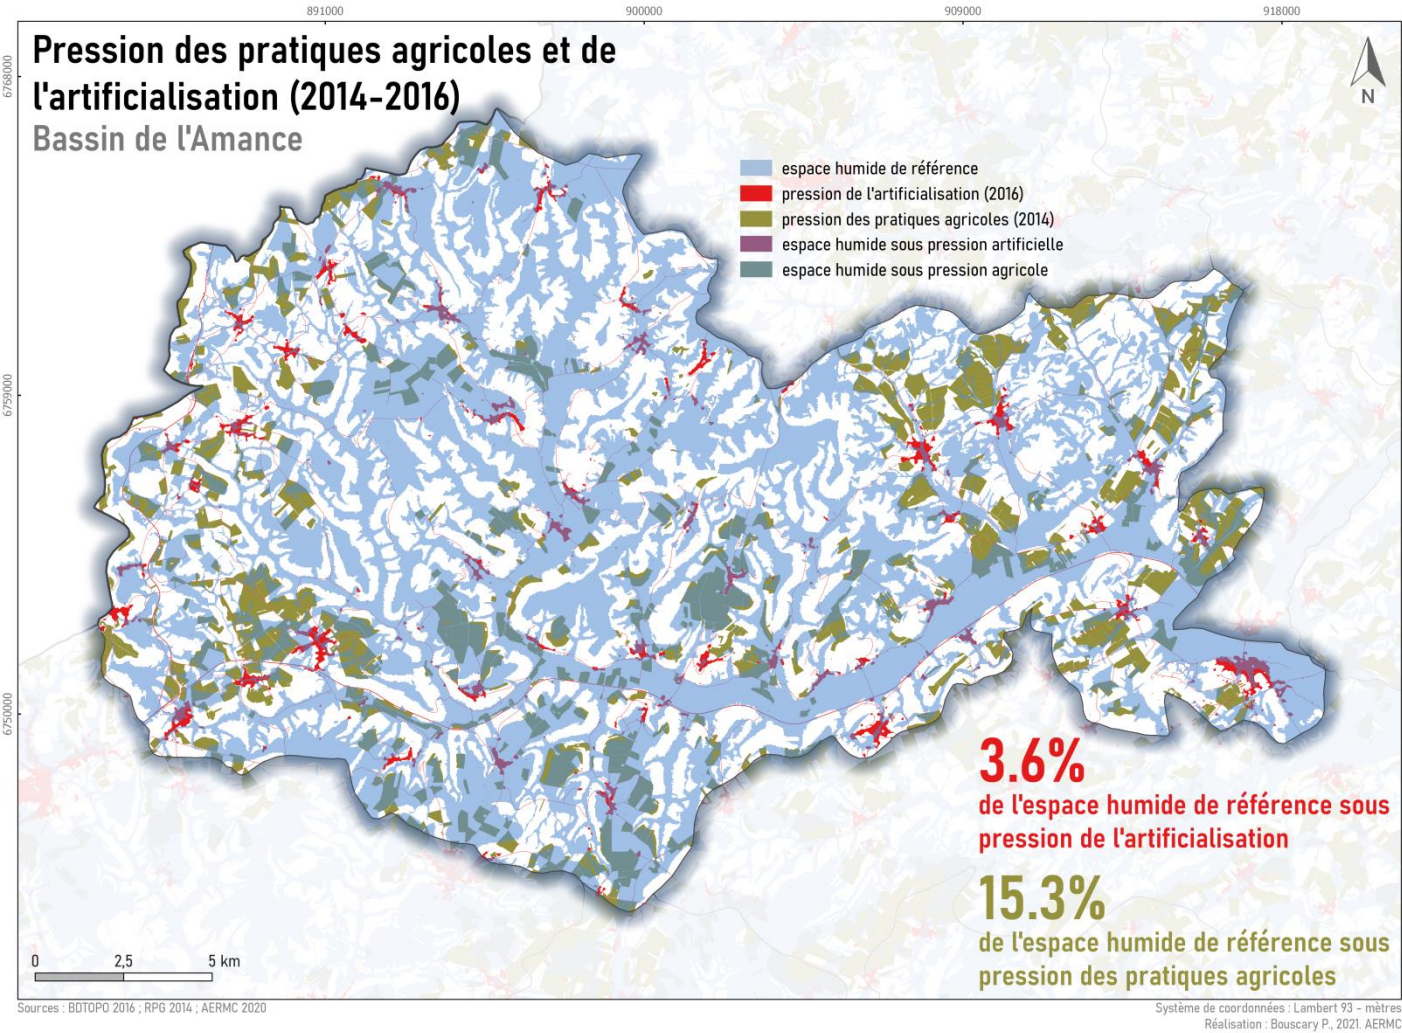 891000
900000
909000
918000
6768000
6759000
6750000
Pression des pratiques agricoles et de
l'artificialisation (2014-2016)
Bassin de l'Amance
N
espace humide de référence
pression de l'artificialisation (2016)
pression des pratiques agricoles (2014)
espace humide sous pression artificielle
espace humide sous pression agricole
3.6%
de l'espace humide de référence sous
pression de l'artificialisation
15.3%
de l'espace humide de référence sous
pression des pratiques agricoles
0 2,5 5 km
Sources : BDTOPO 2016 ; RPG 2014 ; AERMC 2020
Système de coordonnées : Lambert 93 - mètres
Réalisation : Bouscary P., 2021. AERMC